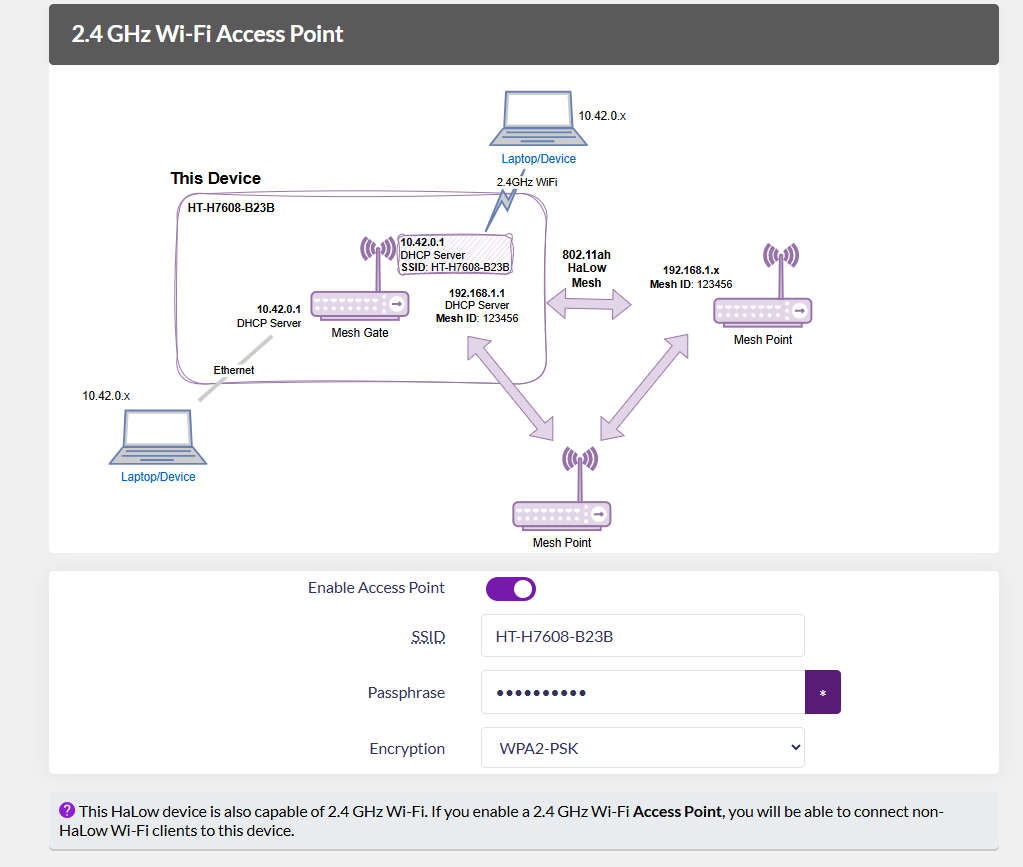 2.4 GHz Wi-Fi Access Point
10.42.0.x
Laptop/Device
2.4GHz WiFi
This Device
HT-H7608-B23B
10.42.0.1
DHCP Server
SSID: HT-H7608-B23B
802.11ah
HaLow
Mesh
192.168.1.x
Mesh ID: 123456
192.168.1.1
DHCP Server
Mesh ID: 123456
10.42.0.1
DHCP Server
Mesh Gate
Mesh Point
Ethernet
10.42.0.x
Laptop/Device
Mesh Point
Enable Access Point
SSID
HT-H7608-B23B
Passphrase
••••••••••
*
Encryption
WPA2-PSK
? This HaLow device is also capable of 2.4 GHz Wi-Fi. If you enable a 2.4 GHz Wi-Fi Access Point, you will be able to connect non-
HaLow Wi-Fi clients to this device.